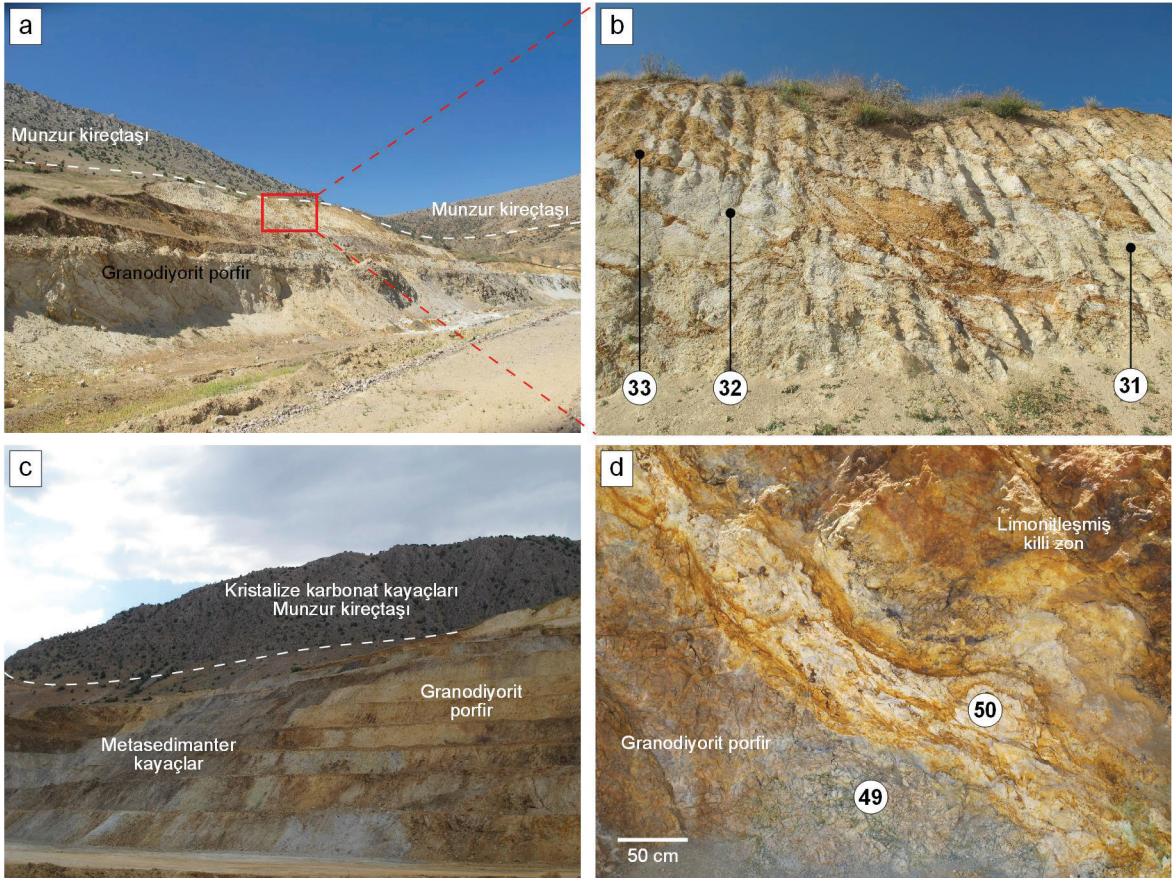 a
Munzur kireçtaşı
Munzur kireçtaşı
Granodiyorit porfir
b
33
32
31
c
Kristalize karbonat kayaçları
Munzur kireçtaşı
Granodiyorit
porfir
Metasedimanter
kayaçlar
d
Limonitleşmiş
killi zon
50
Granodiyorit porfir
49
50 cm